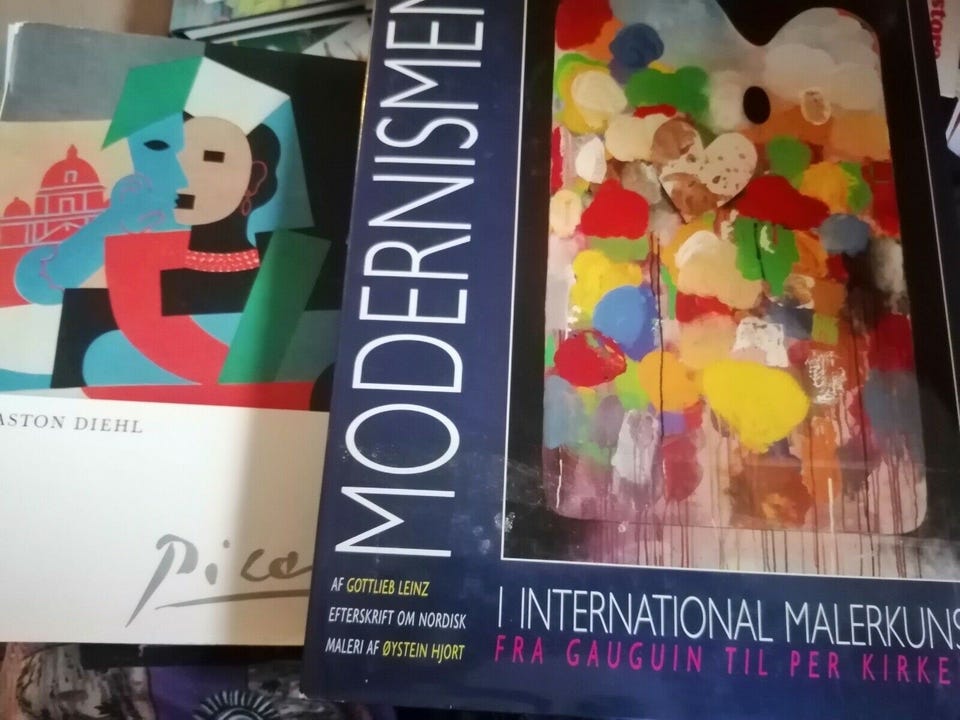 ASTON DIEHL
Pica
MODERNISMEN
AF GOTTLIEB LEINZ
EFTERSKRIFT OM NORDISK
MALERI AF ØYSTEIN HJORT
I INTERNATIONAL MALERKUNS
FRA GAUGUIN TIL PER KIRKE
store